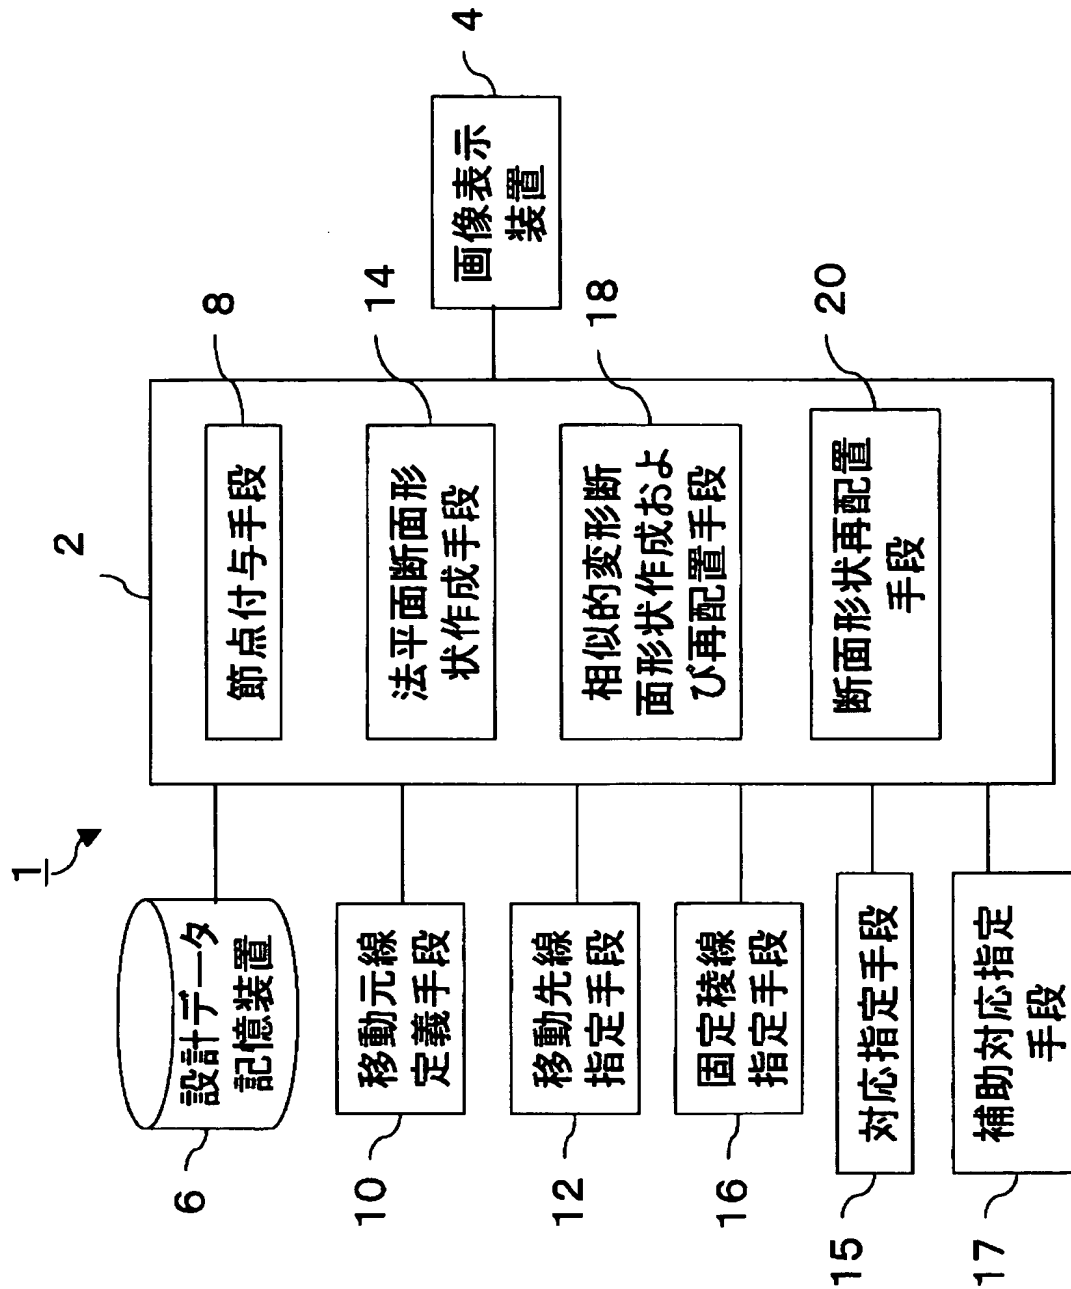 1
2
4
画像表示
装置
8
節点付与手段
14
法平面断面形
状作成手段
18
相似的変形断
面形状作成およ
び再配置手段
20
断面形状再配置
手段
設計データ
記憶装置
6
移動元線
定義手段
10
移動先線
指定手段
12
固定稜線
指定手段
16
対応指定手段
15
補助対応指定
手段
17